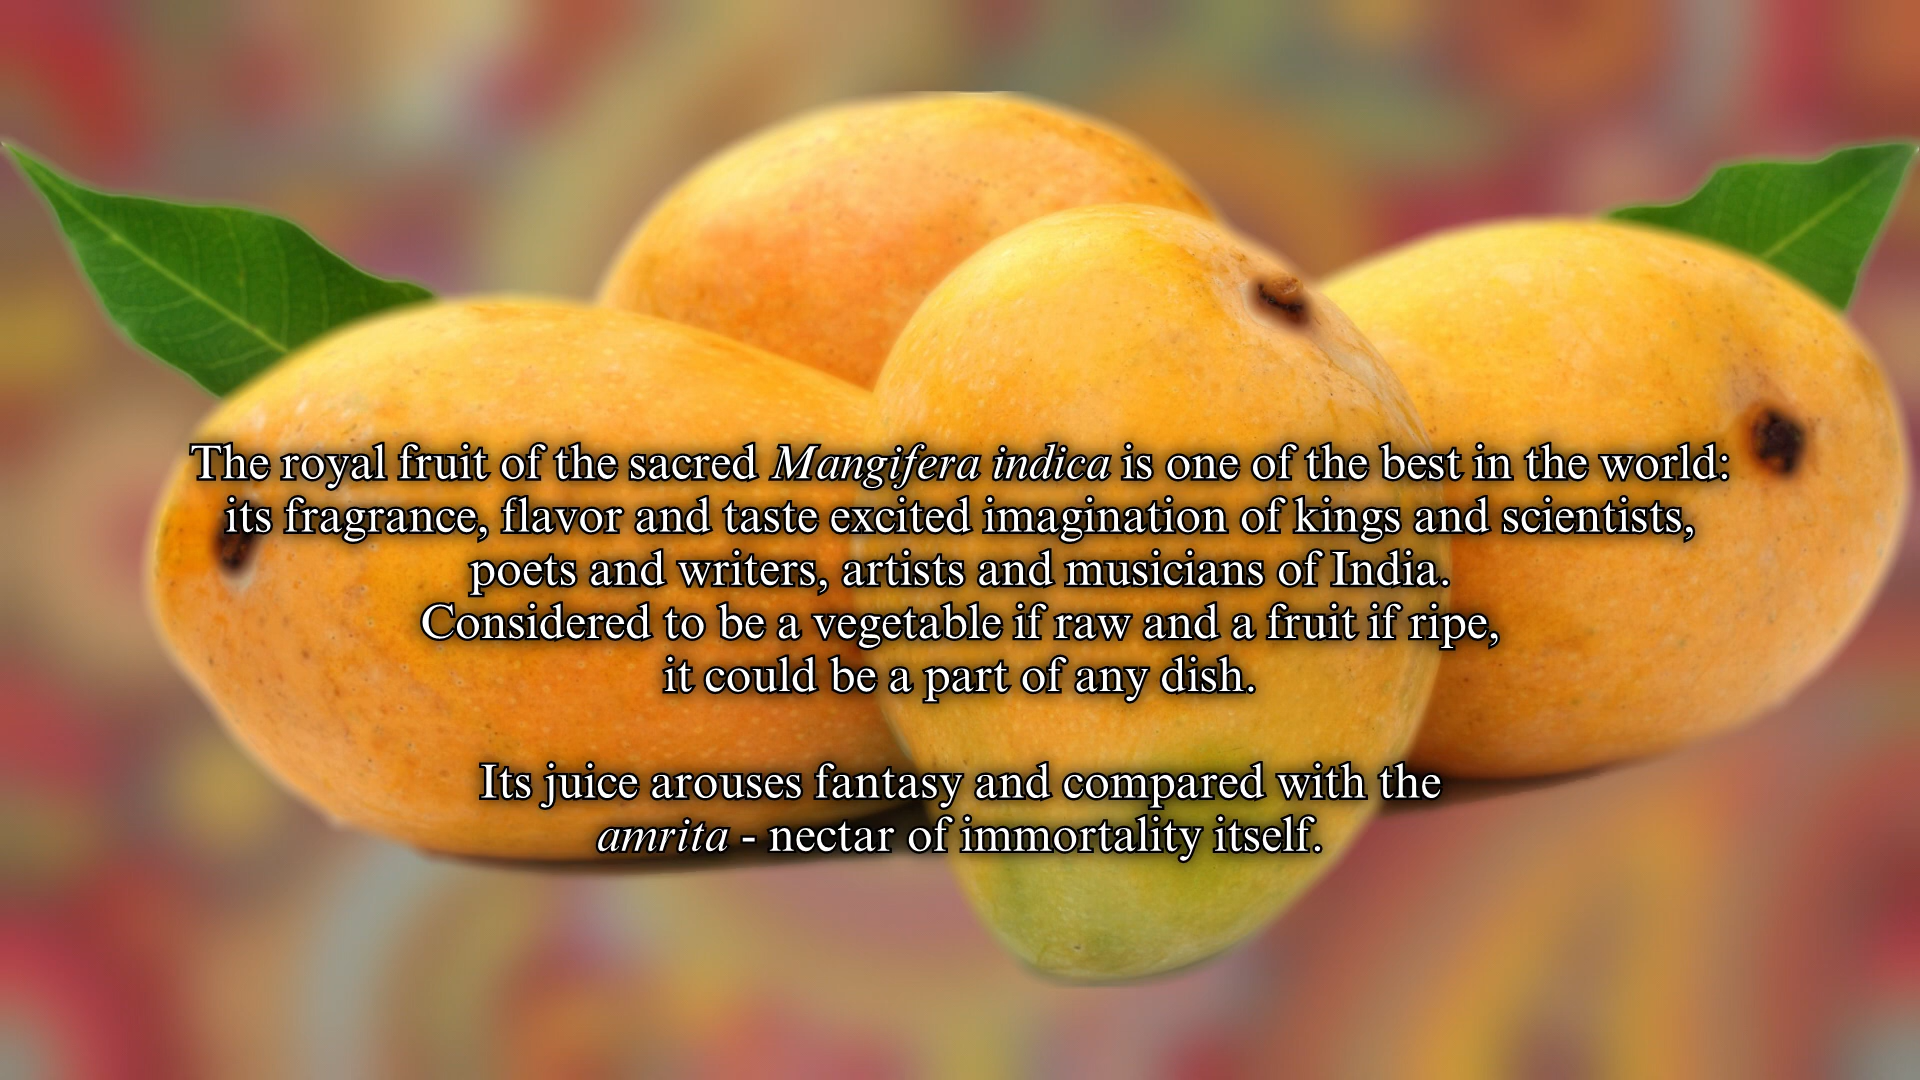 The royal fruit of the sacred Mangifera indica is one of the best in the world:
its fragrance, flavor and taste excited imagination of kings and scientists,
poets and writers, artists and musicians of India.
Considered to be a vegetable if raw and a fruit if ripe,
it could be a part of any dish.
Its juice arouses fantasy and compared with the
amrita - nectar of immortality itself.